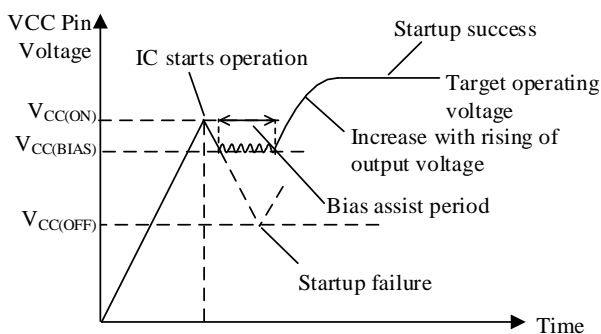 VCC Pin
Voltage
Startup success
IC starts operation
Target operating
voltage
VCC(ON)
Increase with rising of
output voltage
VCC(BIAS)
Bias assist period
VCC(OFF)
Startup failure
Time